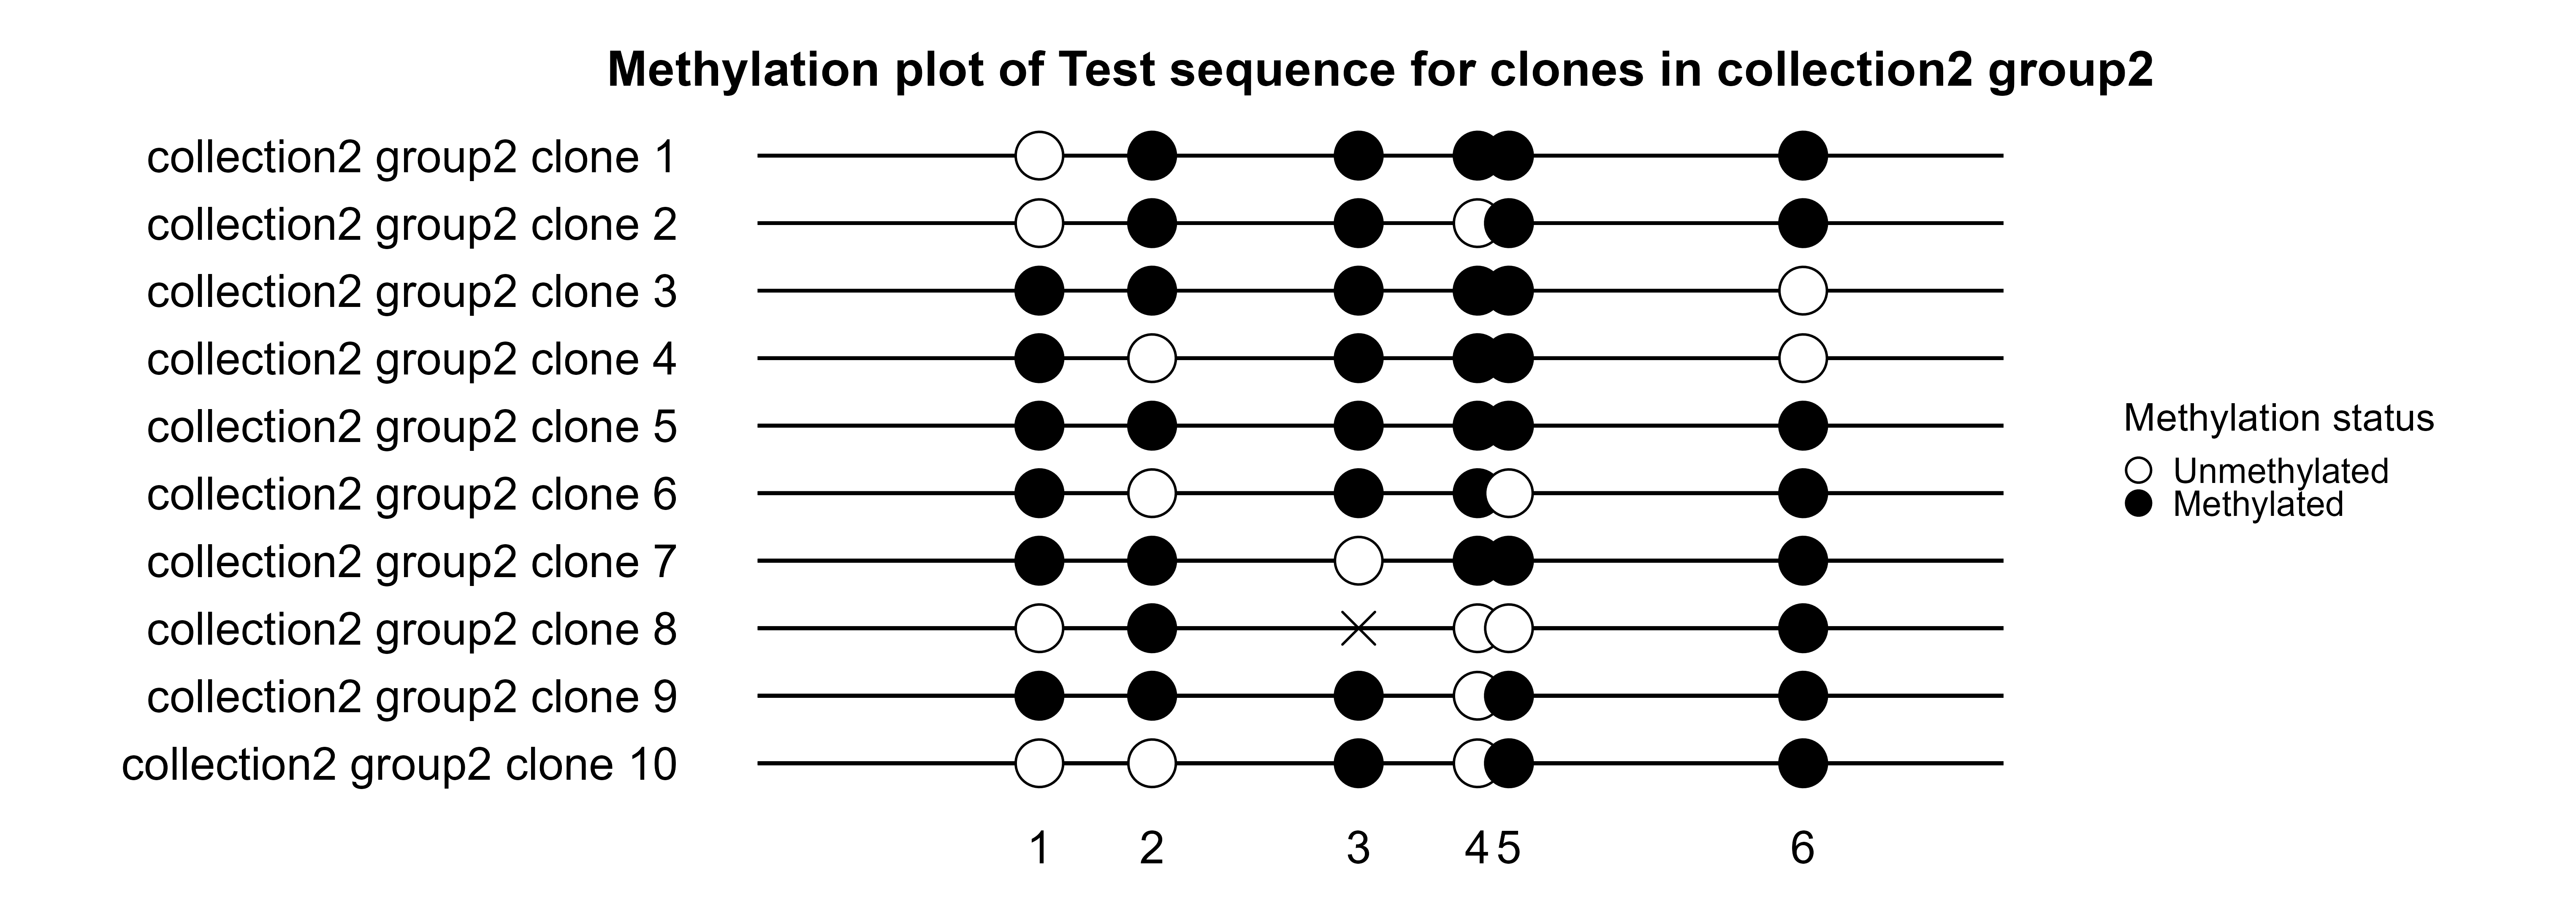 Methylation plot of Test sequence for clones in collection2 group2
collection2 group2 clone 1
collection2 group2 clone 2
collection2 group2 clone 3
collection2 group2 clone 4
collection2 group2 clone 5
collection2 group2 clone 6
collection2 group2 clone 7
collection2 group2 clone 8
collection2 group2 clone 9
collection2 group2 clone 10
1 2 3 4 5 6
Methylation status
Unmethylated
Methylated